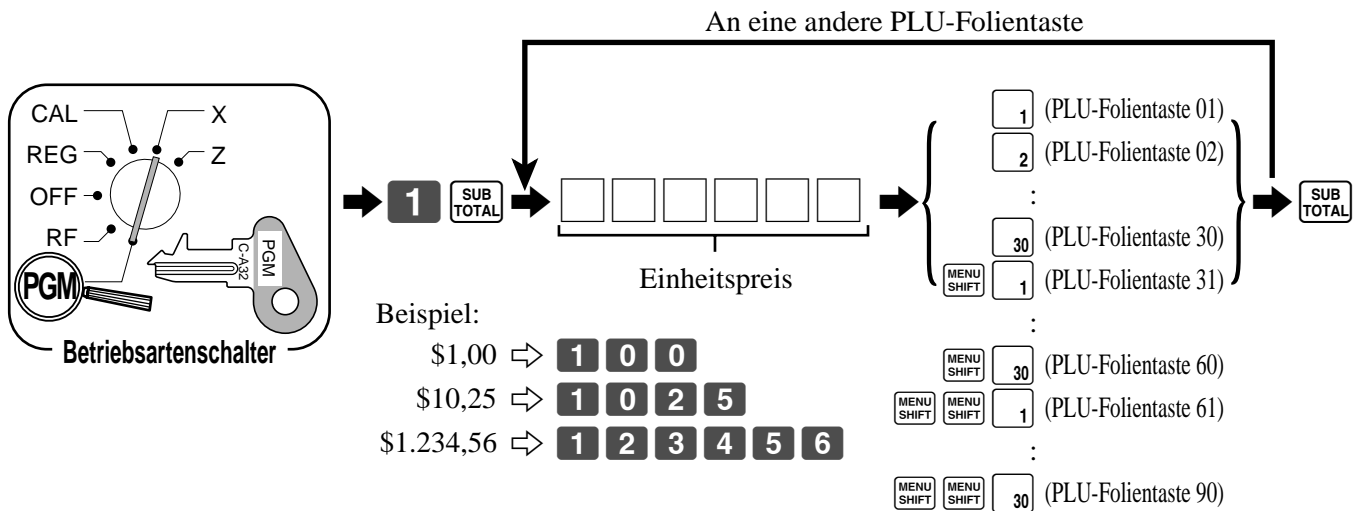 An eine andere PLU-Folientaste
CAL
X
REG
Z
OFF
RF
PGM
PGM
C-A32
Betriebsartenschalter
1 SUB TOTAL
Einheitspreis
1 (PLU-Folientaste 01)
2 (PLU-Folientaste 02)
:
30 (PLU-Folientaste 30)
MENU SHIFT 1 (PLU-Folientaste 31)
:
MENU SHIFT 30 (PLU-Folientaste 60)
MENU SHIFT MENU SHIFT 1 (PLU-Folientaste 61)
:
MENU SHIFT MENU SHIFT 30 (PLU-Folientaste 90)
SUB TOTAL
Beispiel:
$1,00 ⇨ 1 0 0
$10,25 ⇨ 1 0 2 5
$1.234,56 ⇨ 1 2 3 4 5 6